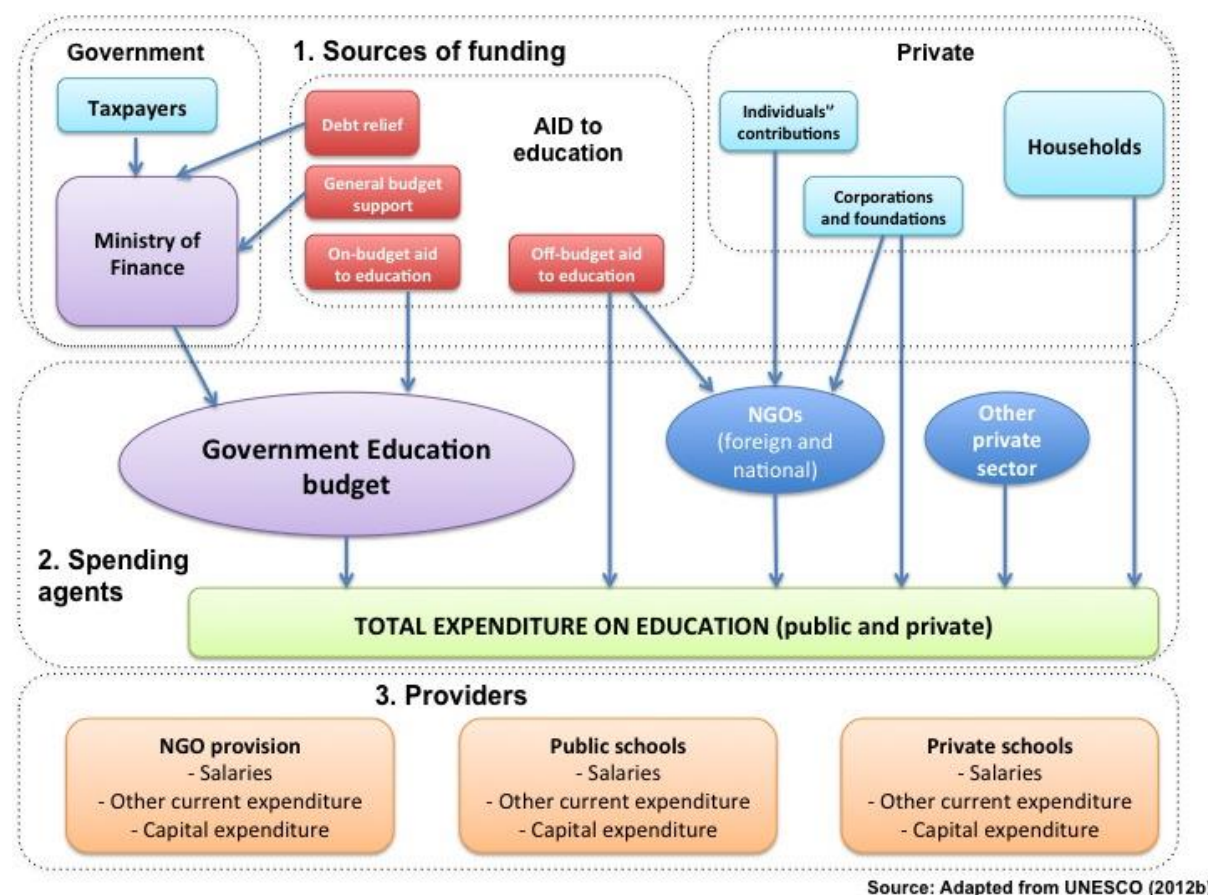 Government
1. Sources of funding
Private
Taxpayers
Debt relief
AID to
education
Individuals”
contributions
Households
General budget
support
Corporations
and foundations
Ministry of
Finance
On-budget aid
to education
Off-budget aid
to education
Government Education
budget
NGOs
(foreign and
national)
Other
private
sector
2. Spending
agents
TOTAL EXPENDITURE ON EDUCATION (public and private)
3. Providers
NGO provision
- Salaries
- Other current expenditure
- Capital expenditure
Public schools
- Salaries
- Other current expenditure
- Capital expenditure
Private schools
- Salaries
- Other current expenditure
- Capital expenditure
Source: Adapted from UNESCO (2012b)